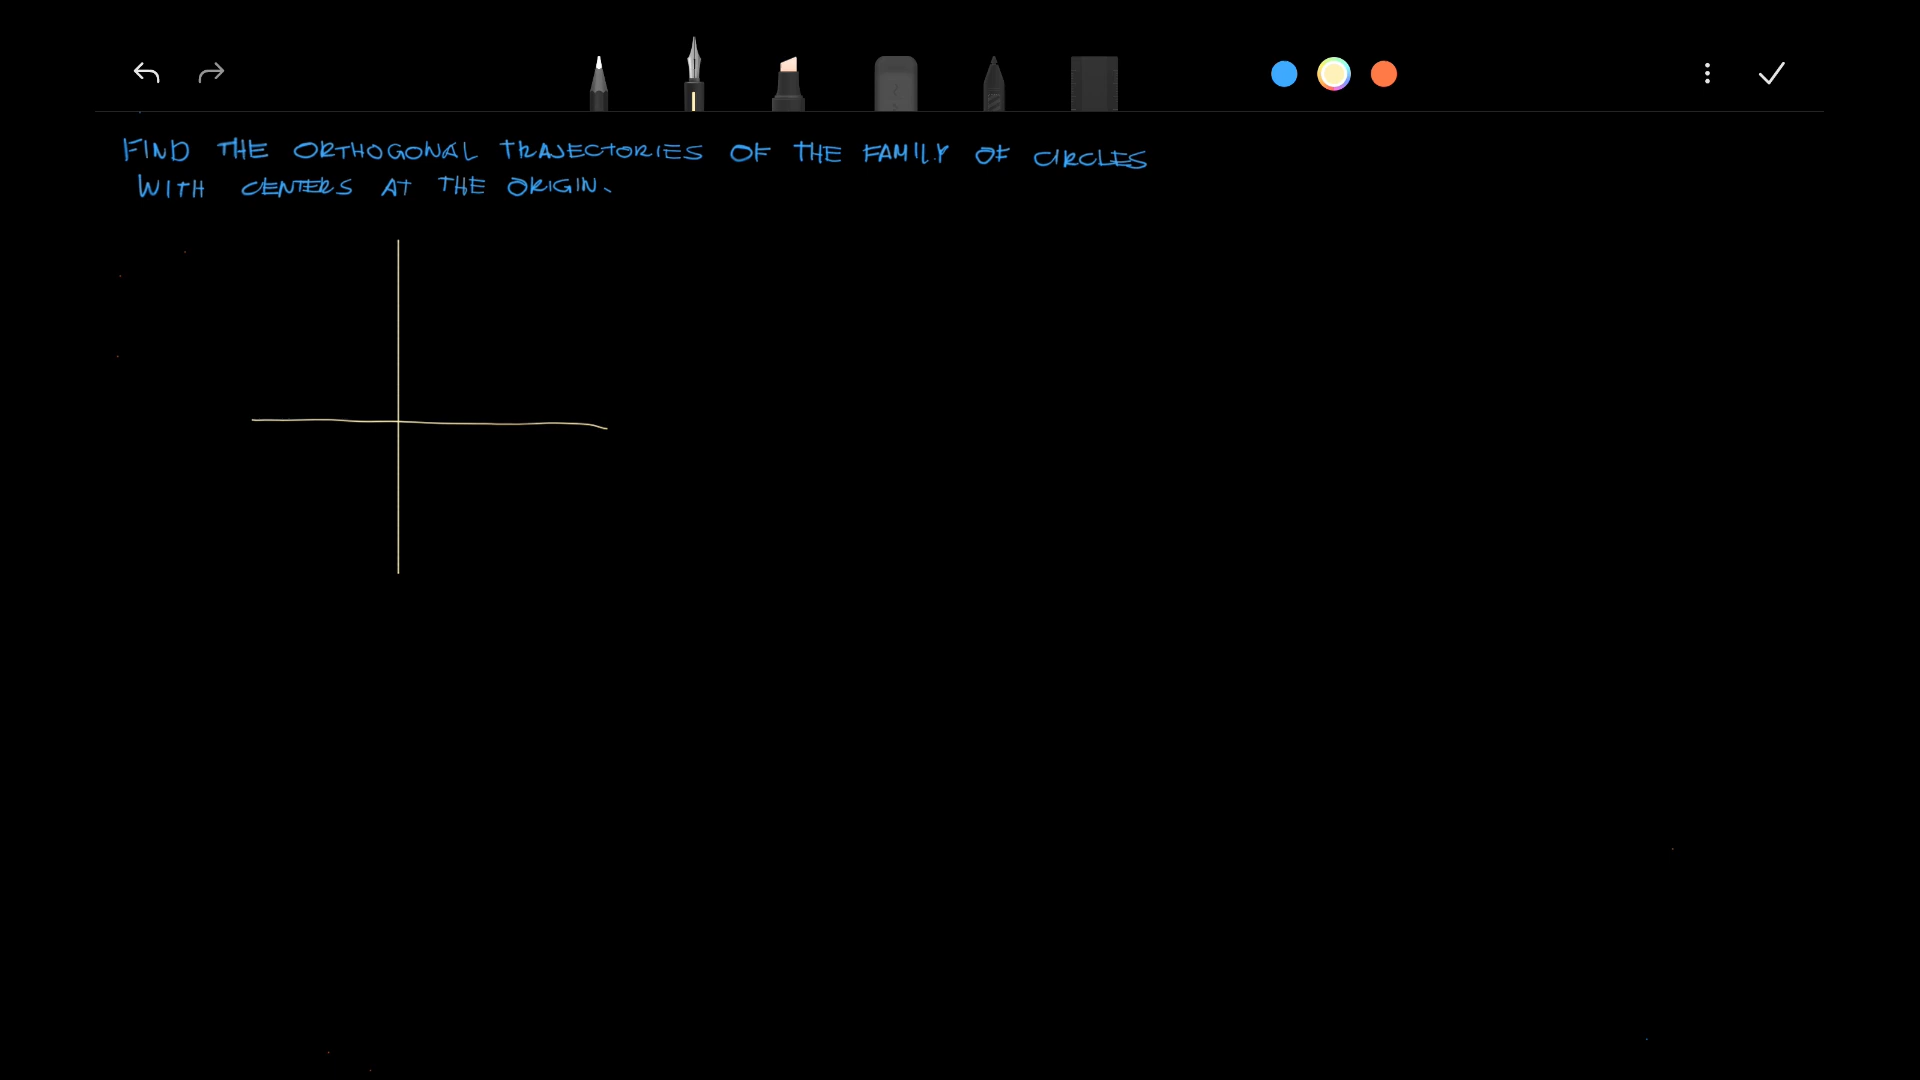 FIND THE ORTHOGONAL TRAJECTORIES OF THE FAMILY OF CIRCLES
WITH CENTERS AT THE ORIGIN.